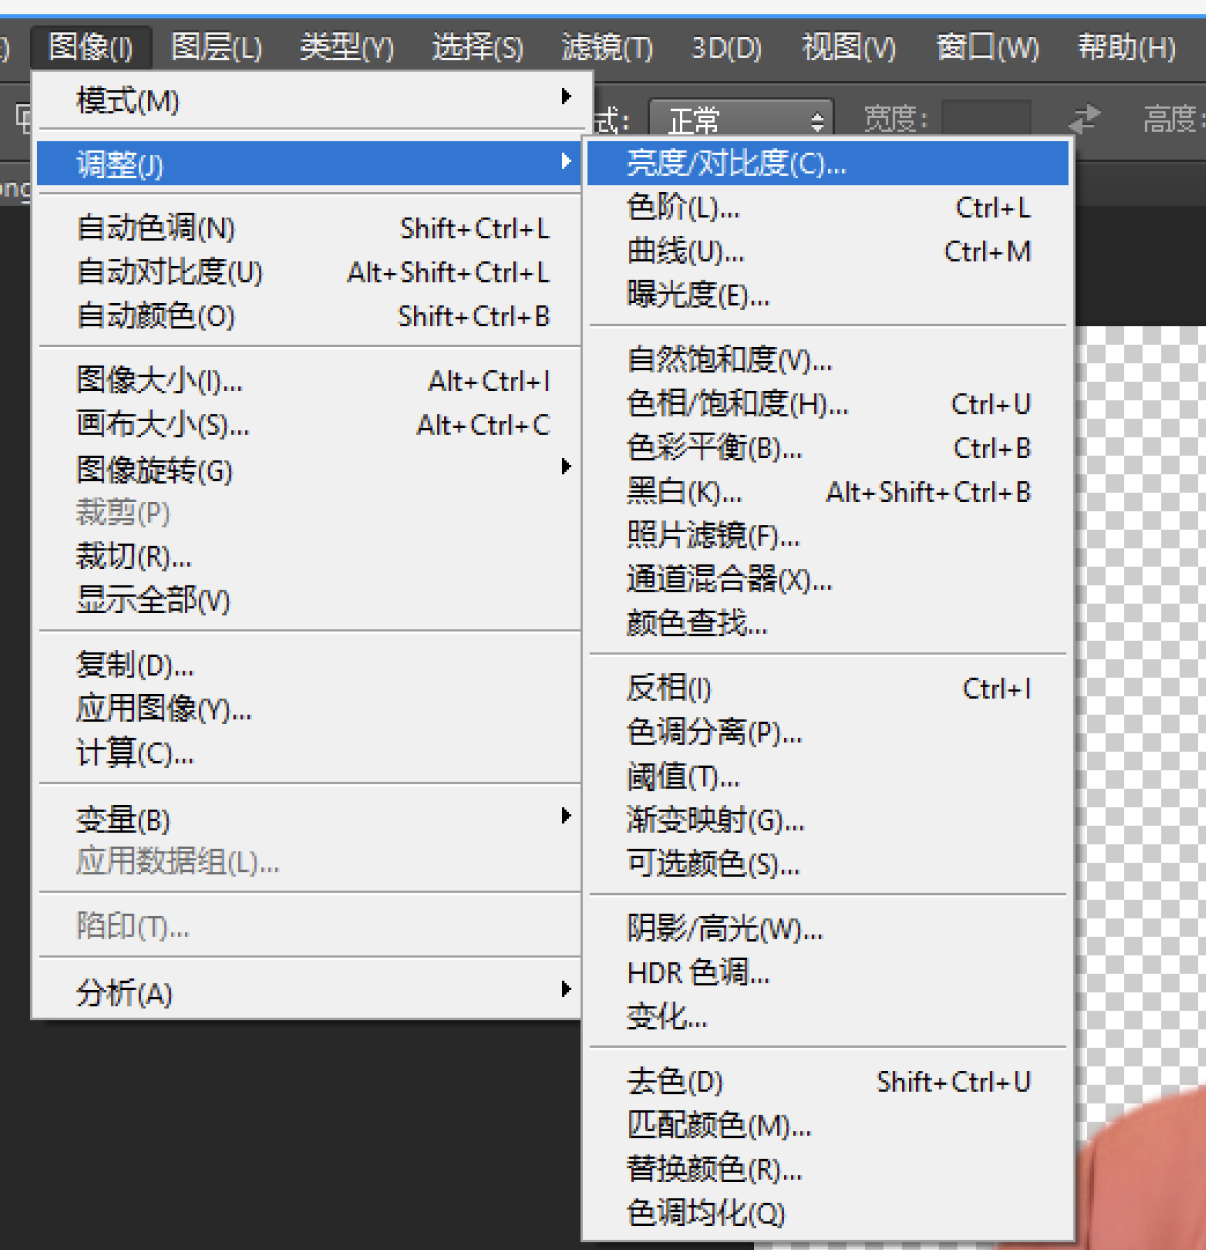 图像(I) 图层(L) 类型(Y) 选择(S) 滤镜(T) 3D(D) 视图(V) 窗口(W) 帮助(H)
式： 正常 宽度： 高度：
模式(M)
调整(J)
自动色调(N) Shift+Ctrl+L
自动对比度(U) Alt+Shift+Ctrl+L
自动颜色(O) Shift+Ctrl+B
图像大小(I)... Alt+Ctrl+I
画布大小(S)... Alt+Ctrl+C
图像旋转(G)
裁剪(P)
裁切(R)...
显示全部(V)
复制(D)...
应用图像(Y)...
计算(C)...
变量(B)
应用数据组(L)...
陷印(T)...
分析(A)
亮度/对比度(C)...
色阶(L)... Ctrl+L
曲线(U)... Ctrl+M
曝光度(E)...
自然饱和度(V)...
色相/饱和度(H)... Ctrl+U
色彩平衡(B)... Ctrl+B
黑白(K)... Alt+Shift+Ctrl+B
照片滤镜(F)...
通道混合器(X)...
颜色查找...
反相(I) Ctrl+I
色调分离(P)...
阈值(T)...
渐变映射(G)...
可选颜色(S)...
阴影/高光(W)...
HDR 色调...
变化...
去色(D) Shift+Ctrl+U
匹配颜色(M)...
替换颜色(R)...
色调均化(Q)